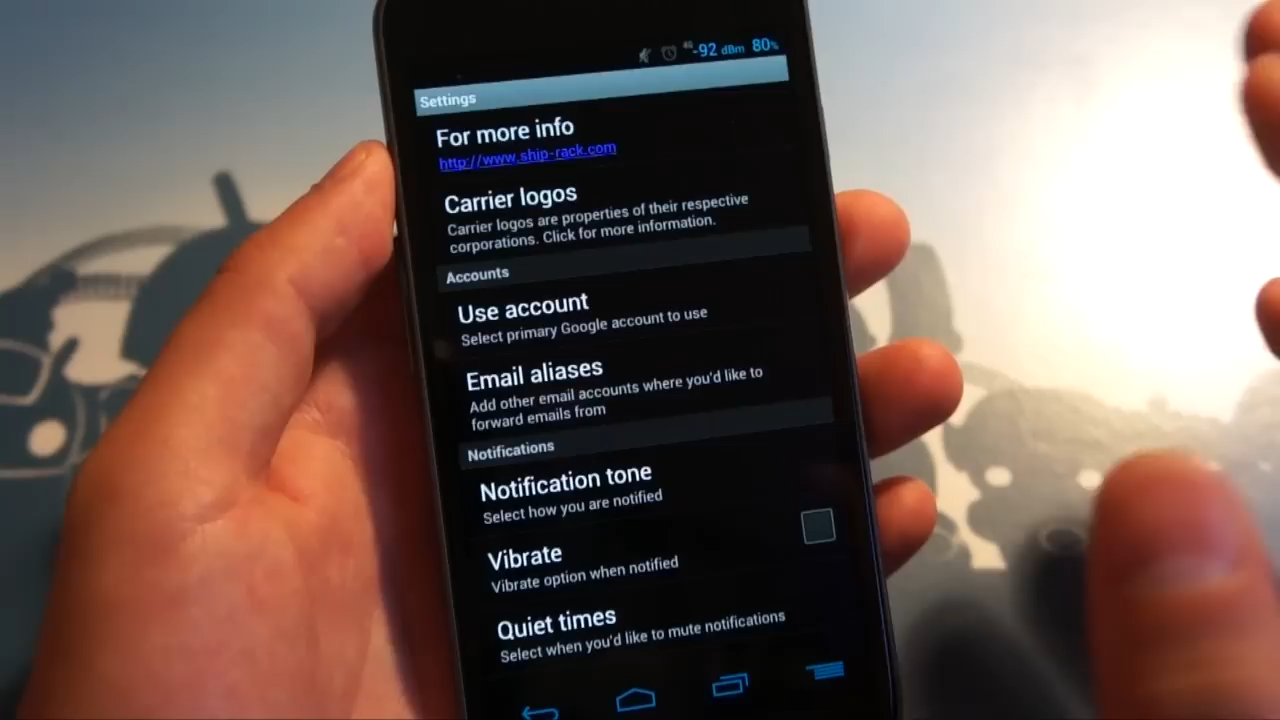 4G -92 dBm 80%
Settings
For more info
http://www.ship-rack.com
Carrier logos
Carrier logos are properties of their respective
corporations. Click for more information.
Accounts
Use account
Select primary Google account to use
Email aliases
Add other email accounts where you'd like to
forward emails from
Notifications
Notification tone
Select how you are notified
Vibrate
Vibrate option when notified
Quiet times
Select when you'd like to mute notifications